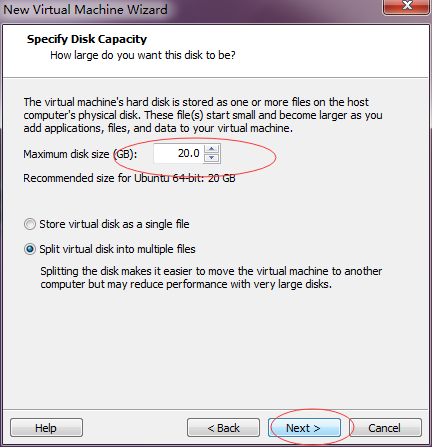 New Virtual Machine Wizard
Specify Disk Capacity
How large do you want this disk to be?
The virtual machine's hard disk is stored as one or more files on the host
computer's physical disk. These file(s) start small and become larger as you
add applications, files, and data to your virtual machine.
Maximum disk size (GB): 20.0
Recommended size for Ubuntu 64-bit: 20 GB
Store virtual disk as a single file
Split virtual disk into multiple files
Splitting the disk makes it easier to move the virtual machine to another
computer but may reduce performance with very large disks.
Help < Back Next > Cancel